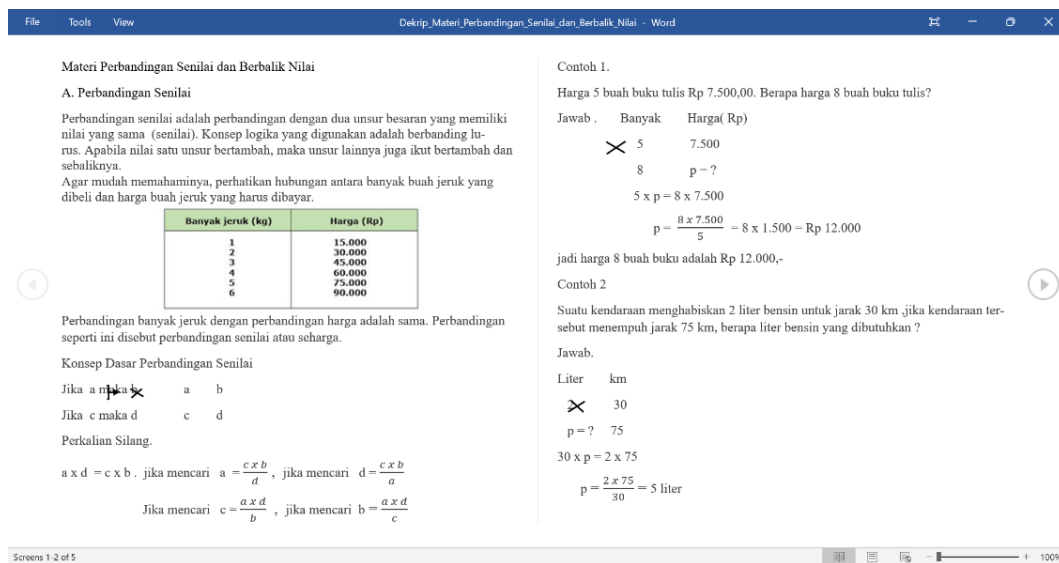 File Tools View Dekrip_Materi_Perbandingan_Senilai_dan_Berbalik_Nilai - Word
Materi Perbandingan Senilai dan Berbalik Nilai
A. Perbandingan Senilai
Perbandingan senilai adalah perbandingan dengan dua unsur besaran yang memiliki
nilai yang sama (senilai). Konsep logika yang digunakan adalah berbanding lu-
rus. Apabila nilai satu unsur bertambah, maka unsur lainnya juga ikut bertambah dan
sebaliknya.
Agar mudah memahaminya, perhatikan hubungan antara banyak buah jeruk yang
dibeli dan harga buah jeruk yang harus dibayar.
Banyak jeruk (kg) Harga (Rp)
1 15.000
2 30.000
3 45.000
4 60.000
5 75.000
6 90.000
Perbandingan banyak jeruk dengan perbandingan harga adalah sama. Perbandingan
seperti ini disebut perbandingan senilai atau seharga.
Konsep Dasar Perbandingan Senilai
Jika a maka b a b
Jika c maka d c d
Perkalian Silang.
a x d = c x b . jika mencari a = c x b / d , jika mencari d = c x b / a
Jika mencari c = a x d / b , jika mencari b = a x d / c
Contoh 1.
Harga 5 buah buku tulis Rp 7.500,00. Berapa harga 8 buah buku tulis?
Jawab . Banyak Harga( Rp)
5 7.500
8 p = ?
5 x p = 8 x 7.500
p = 8 x 7.500 / 5 = 8 x 1.500 = Rp 12.000
jadi harga 8 buah buku adalah Rp 12.000,-
Contoh 2
Suatu kendaraan menghabiskan 2 liter bensin untuk jarak 30 km ,jika kendaraan ter-
sebut menempuh jarak 75 km, berapa liter bensin yang dibutuhkan ?
Jawab.
Liter km
2 30
p = ? 75
30 x p = 2 x 75
p = 2 x 75 / 30 = 5 liter
Screens 1-2 of 5 100%